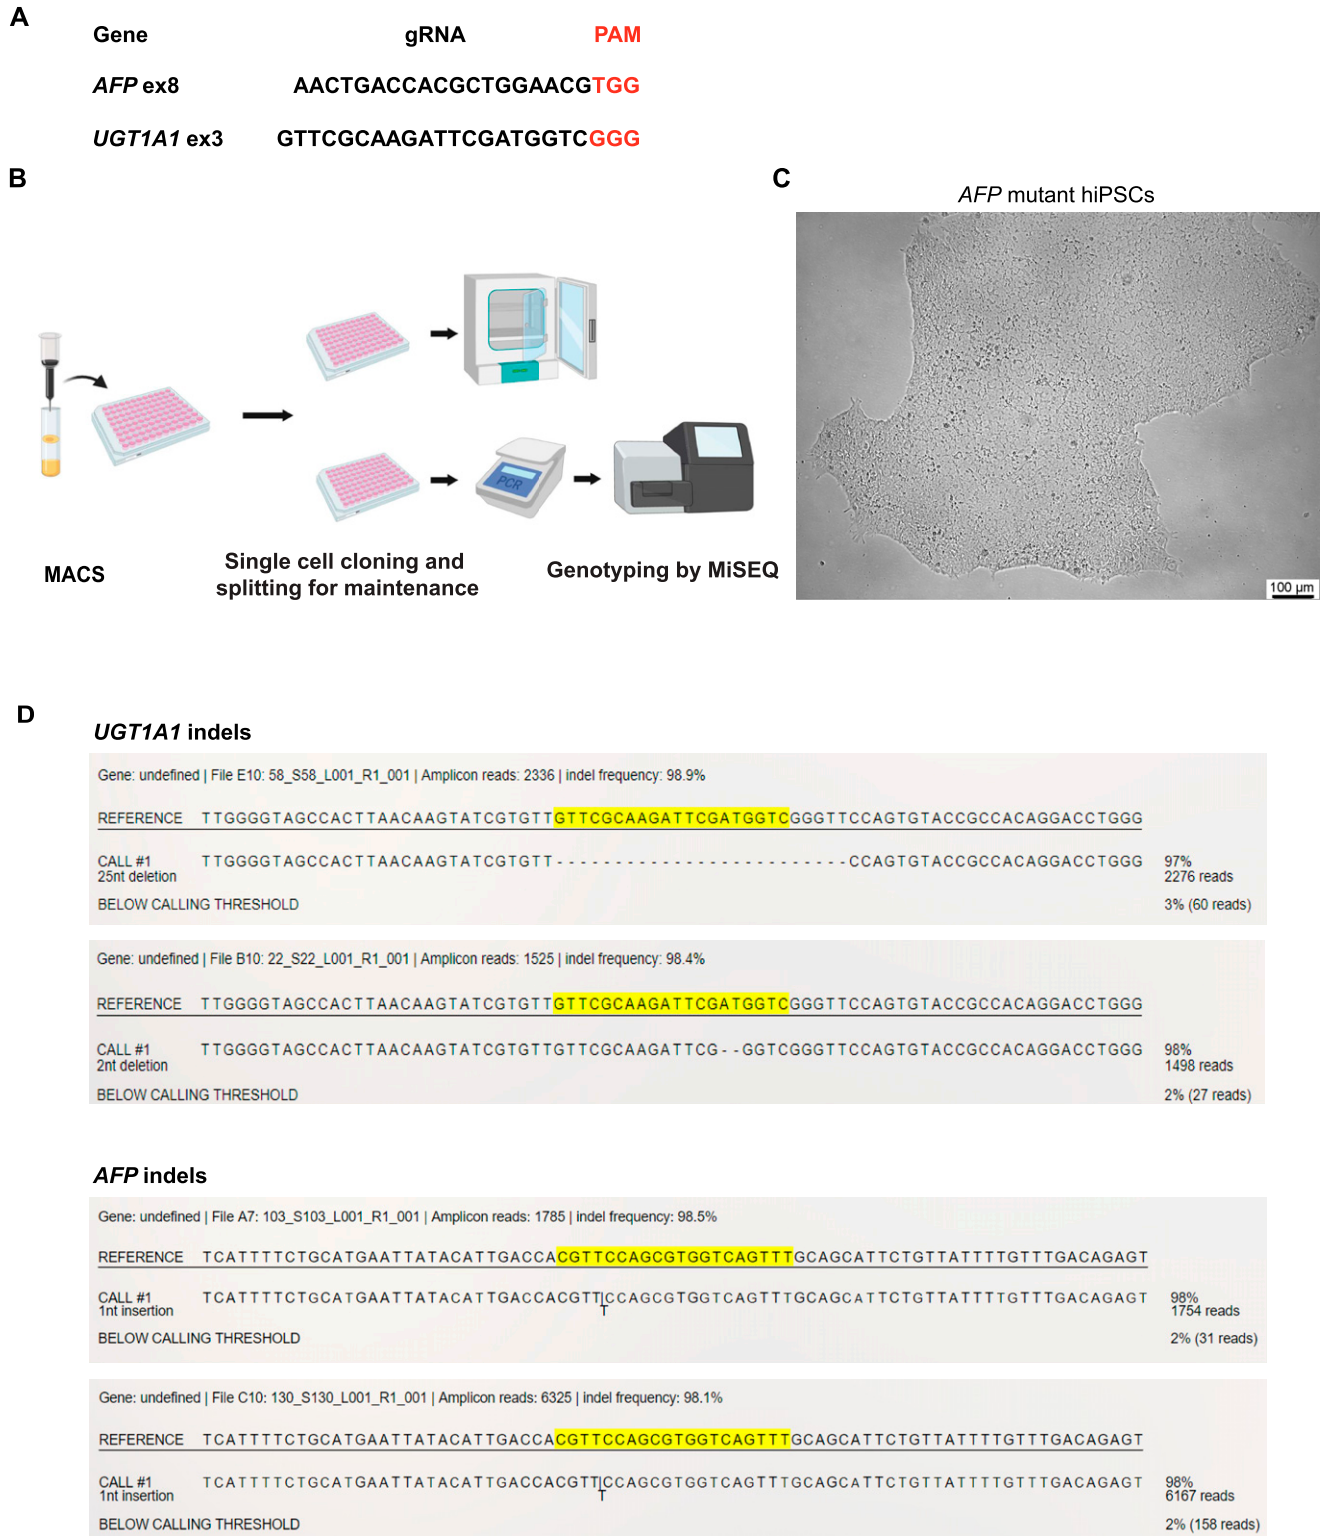 A
Gene gRNA PAM
AFP ex8 AACTGACCACGCTGGAACGTGG
UGT1A1 ex3 GTTCGCAAGATTCGATGGTCGGG
B
PCR
MACS
Single cell cloning and
splitting for maintenance
Genotyping by MiSEQ
C
AFP mutant hiPSCs
100 µm
D
UGT1A1 indels
Gene: undefined | File E10: 58_S58_L001_R1_001 | Amplicon reads: 2336 | indel frequency: 98.9%
REFERENCE TTGGGGTAGCCACTTAACAAGTATCGTGTTGTTCGCAAGATTCGATGGTCGGGTTCCAGTGTACCGCCACAGGACCTGGG
CALL #1 TTGGGGTAGCCACTTAACAAGTATCGTGTT-------------------------CCAGTGTACCGCCACAGGACCTGGG 97%
25nt deletion 2276 reads
BELOW CALLING THRESHOLD 3% (60 reads)
Gene: undefined | File B10: 22_S22_L001_R1_001 | Amplicon reads: 1525 | indel frequency: 98.4%
REFERENCE TTGGGGTAGCCACTTAACAAGTATCGTGTTGTTCGCAAGATTCGATGGTCGGGTTCCAGTGTACCGCCACAGGACCTGGG
CALL #1 TTGGGGTAGCCACTTAACAAGTATCGTGTTGTTCGCAAGATTCG--GGTCGGGTTCCAGTGTACCGCCACAGGACCTGGG 98%
2nt deletion 1498 reads
BELOW CALLING THRESHOLD 2% (27 reads)
AFP indels
Gene: undefined | File A7: 103_S103_L001_R1_001 | Amplicon reads: 1785 | indel frequency: 98.5%
REFERENCE TCATTTTCTGCATGAATTATACATTGACCACGTTCCAGCGTGGTCAGTTTGCAGCATTCTGTTATTTTGTTTGACAGAGT
CALL #1 TCATTTTCTGCATGAATTATACATTGACCACGTT|CCAGCGTGGTCAGTTTGCAGCATTCTGTTATTTTGTTTGACAGAGT 98%
1nt insertion T 1754 reads
BELOW CALLING THRESHOLD 2% (31 reads)
Gene: undefined | File C10: 130_S130_L001_R1_001 | Amplicon reads: 6325 | indel frequency: 98.1%
REFERENCE TCATTTTCTGCATGAATTATACATTGACCACGTTCCAGCGTGGTCAGTTTGCAGCATTCTGTTATTTTGTTTGACAGAGT
CALL #1 TCATTTTCTGCATGAATTATACATTGACCACGTT|CCAGCGTGGTCAGTTTGCAGCATTCTGTTATTTTGTTTGACAGAGT 98%
1nt insertion T 6167 reads
BELOW CALLING THRESHOLD 2% (158 reads)